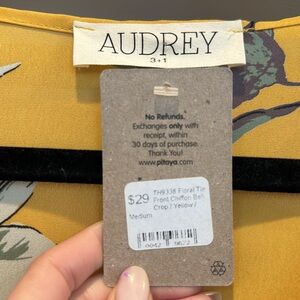 AUDREY
3+1
No Refunds.
Exchanges only with
receipt, within
30 days of purchase.
Thank You!
www.pitaya.com
$29
TH9338 Floral Tie
Front Chiffon Bell
Crop / Yellow /
Medium